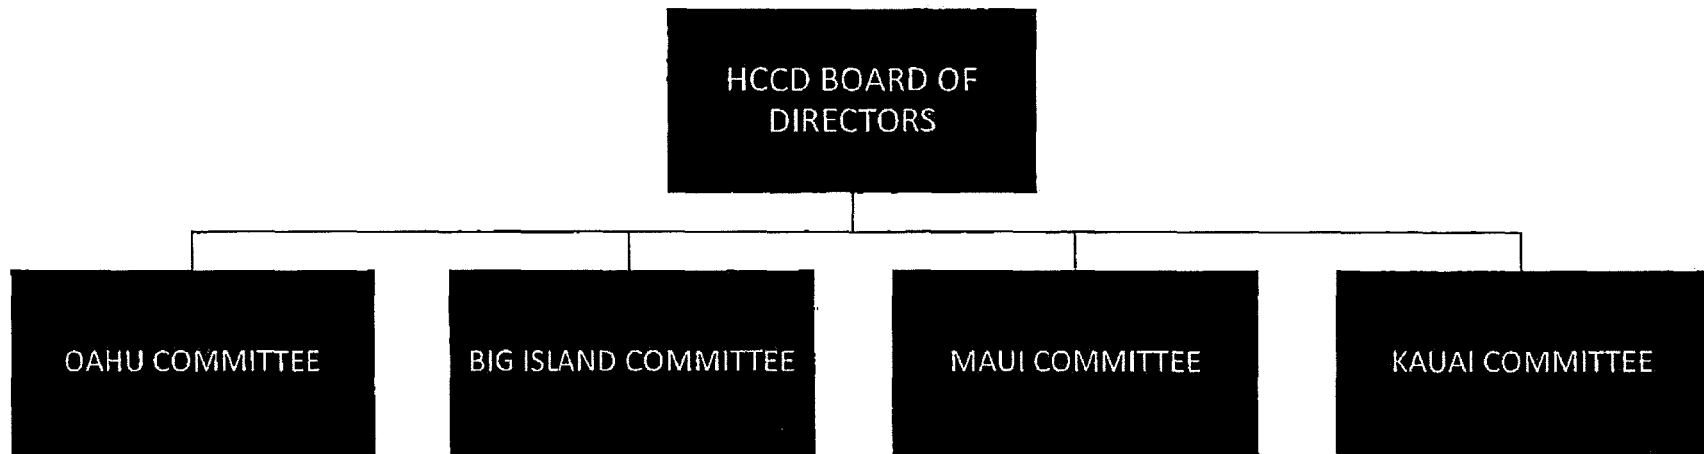 HCCD BOARD OF
DIRECTORS
OAHU COMMITTEE
BIG ISLAND COMMITTEE
MAUI COMMITTEE
KAUAI COMMITTEE